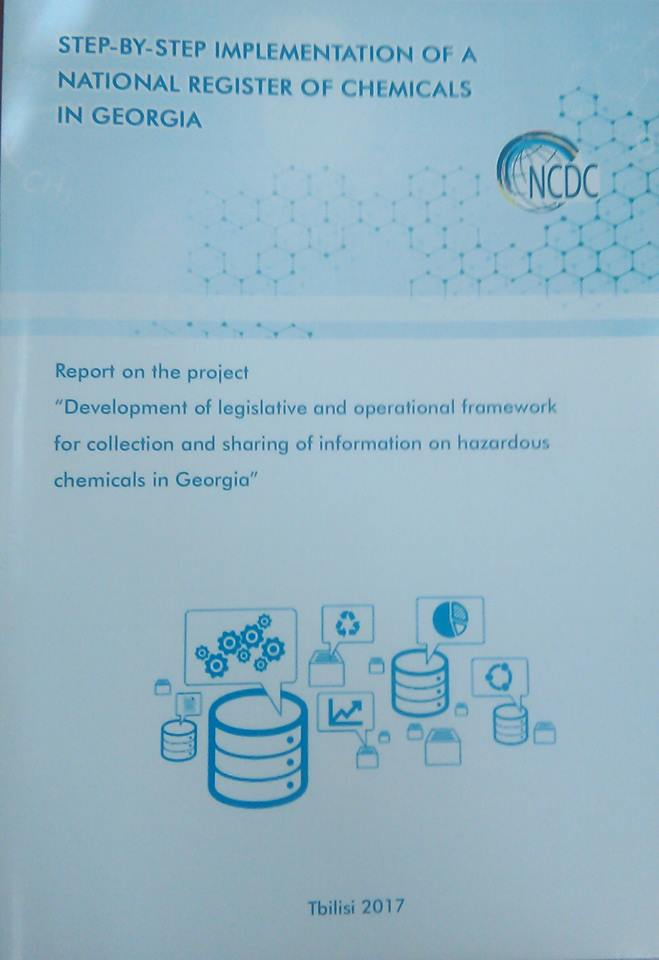 STEP-BY-STEP IMPLEMENTATION OF A
NATIONAL REGISTER OF CHEMICALS
IN GEORGIA
NCDC
CH₃
Report on the project
“Development of legislative and operational framework
for collection and sharing of information on hazardous
chemicals in Georgia”
Tbilisi 2017